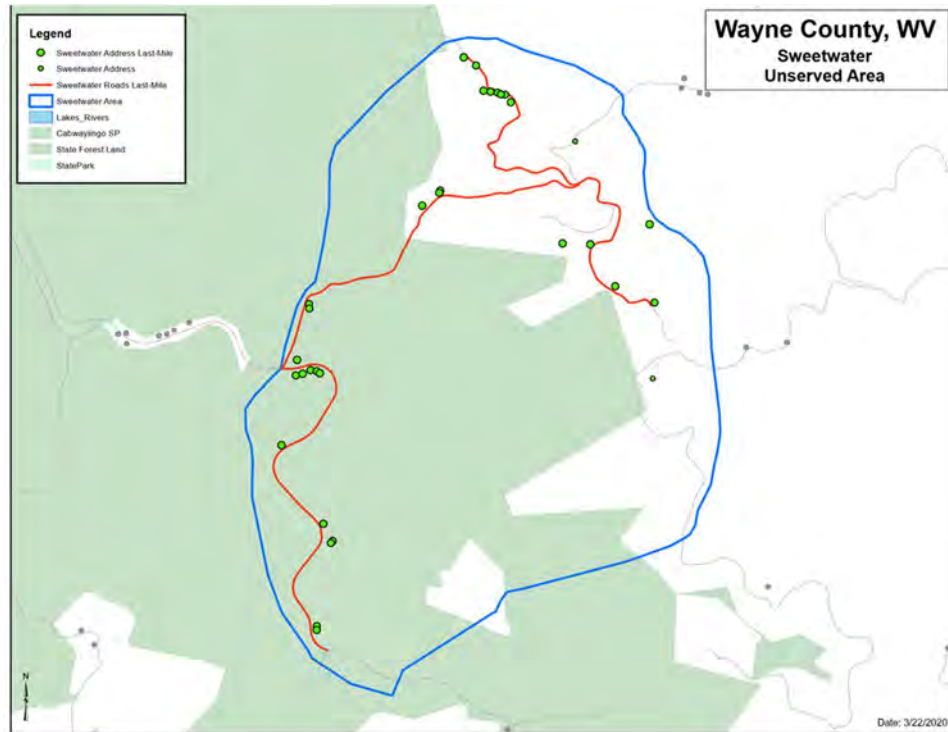 Legend
Sweetwater Address Last-Mile
Sweetwater Address
Sweetwater Roads Last-Mile
Sweetwater Area
Lakes_Rivers
Cabwaylingo SP
State Forest Land
StatePark
Wayne County, WV
Sweetwater
Unserved Area
N
Date: 3/22/2020